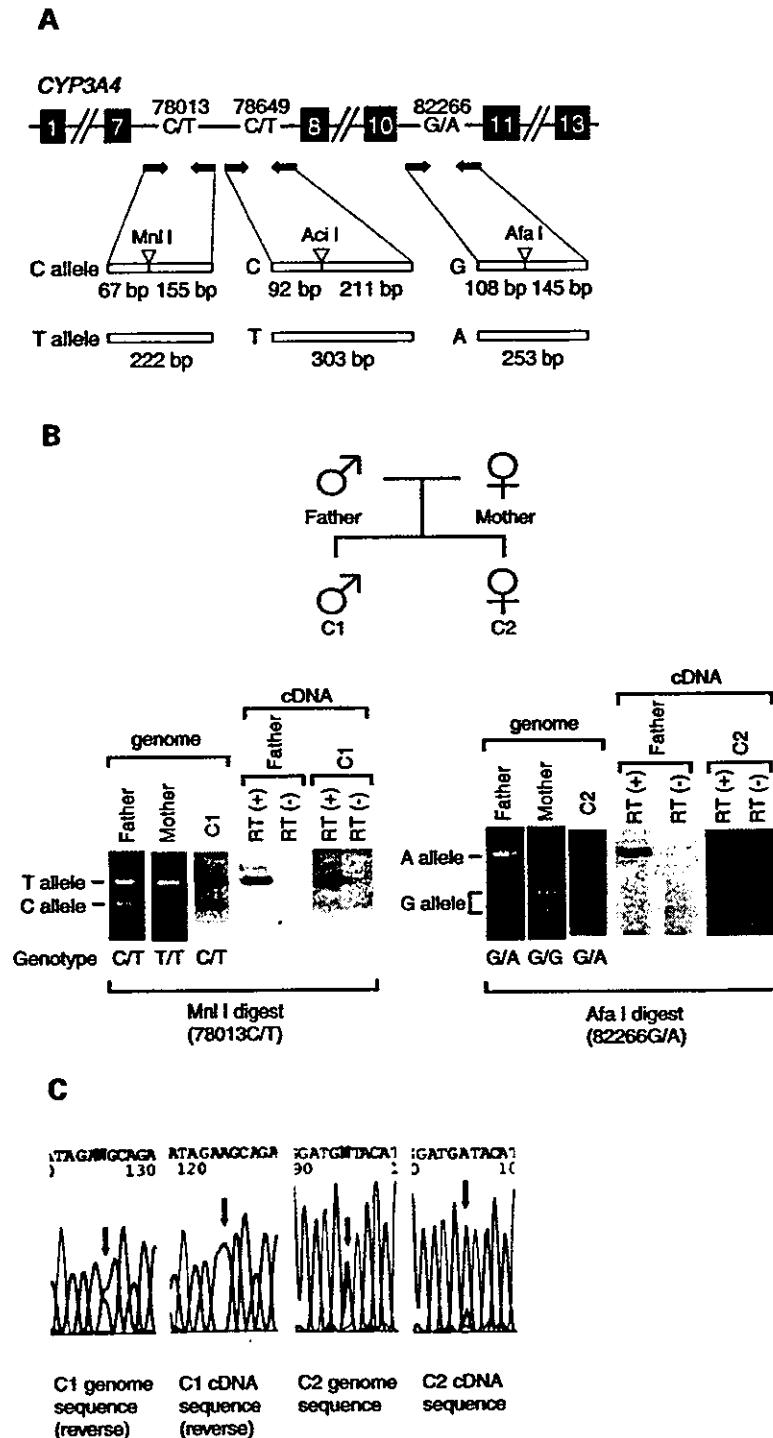 A
CYP3A4
78013 78649 82266
1 7 C/T C/T 8 10 G/A 11 13
Mnl I Aci I Afa I
C allele C G
67 bp 155 bp 92 bp 211 bp 108 bp 145 bp
T allele T A
222 bp 303 bp 253 bp
B
Father Mother
C1 C2
cDNA
genome
Father
C1
Father
Mother
C1
RT (+)
RT (-)
RT (+)
RT (-)
T allele
C allele
Genotype C/T T/T C/T
Mnl I digest
(78013C/T)
cDNA
genome
Father
C2
Father
Mother
C2
RT (+)
RT (-)
RT (+)
RT (-)
A allele
G allele
G/A G/G G/A
Afa I digest
(82266G/A)
C
ATAGAAGCAGA
130 120 90 10
C1 genome
sequence
(reverse)
C1 cDNA
sequence
(reverse)
C2 genome
sequence
C2 cDNA
sequence